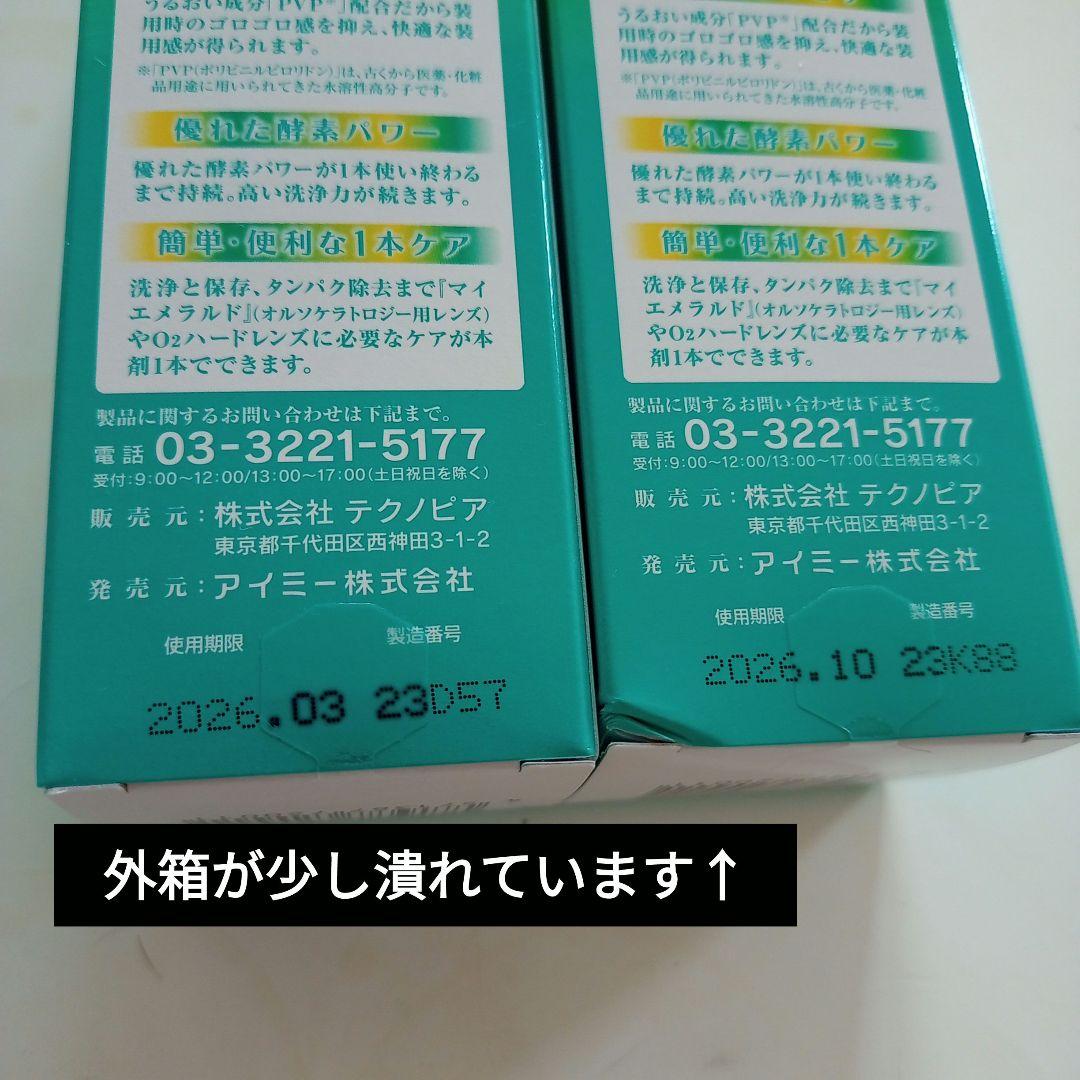 うるおい成分「PVP※」配合だから装
用時のゴロゴロ感を抑え、快適な装
用感が得られます。
※「PVP(ポリビニルピロリドン)」は、古くから医薬・化粧
品用途に用いられてきた水溶性高分子です。
優れた酵素パワー
優れた酵素パワーが1本使い終わる
まで持続。高い洗浄力が続きます。
簡単・便利な1本ケア
洗浄と保存、タンパク除去まで『マイ
エメラルド』(オルソケラトロジー用レンズ)
やO2ハードレンズに必要なケアが本
剤1本でできます。
製品に関するお問い合わせは下記まで。
電話 03-3221-5177
受付:9:00～12:00/13:00～17:00(土日祝日を除く)
販売元:株式会社 テクノピア
東京都千代田区西神田3-1-2
発売元:アイミー株式会社
使用期限 製造番号
2026.03 23D57
うるおい成分「PVP※」配合だから装
用時のゴロゴロ感を抑え、快適な装
用感が得られます。
※「PVP(ポリビニルピロリドン)」は、古くから医薬・化粧
品用途に用いられてきた水溶性高分子です。
優れた酵素パワー
優れた酵素パワーが1本使い終わる
まで持続。高い洗浄力が続きます。
簡単・便利な1本ケア
洗浄と保存、タンパク除去まで『マイ
エメラルド』(オルソケラトロジー用レンズ)
やO2ハードレンズに必要なケアが本
剤1本でできます。
製品に関するお問い合わせは下記まで。
電話 03-3221-5177
受付:9:00～12:00/13:00～17:00(土日祝日を除く)
販売元:株式会社 テクノピア
東京都千代田区西神田3-1-2
発売元:アイミー株式会社
使用期限 製造番号
2026.10 23K88
外箱が少し潰れています↑